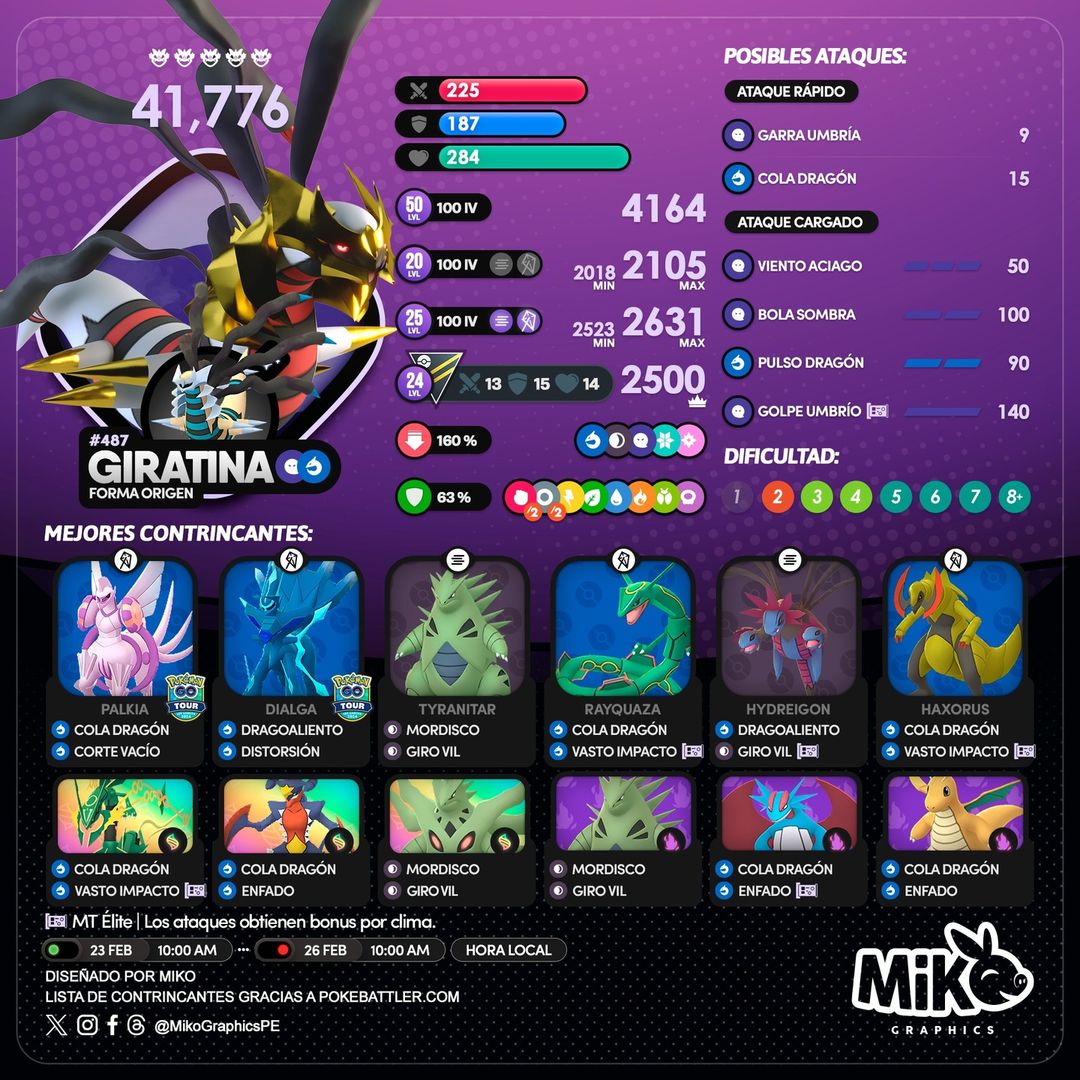 41,776
225
187
284
50 LVL 100 IV 4164
20 LVL 100 IV 2018 MIN 2105 MAX
25 LVL 100 IV 2523 MIN 2631 MAX
24 LVL 13 15 14 2500
160 %
63 %
/2 /2
#487
GIRATINA
FORMA ORIGEN
POSIBLES ATAQUES:
ATAQUE RÁPIDO
GARRA UMBRÍA 9
COLA DRAGÓN 15
ATAQUE CARGADO
VIENTO ACIAGO 50
BOLA SOMBRA 100
PULSO DRAGÓN 90
GOLPE UMBRÍO 140
DIFICULTAD:
1 2 3 4 5 6 7 8+
MEJORES CONTRINCANTES:
POKÉMON GO TOUR
PALKIA
COLA DRAGÓN
CORTE VACÍO
POKÉMON GO TOUR
DIALGA
DRAGOALIENTO
DISTORSIÓN
TYRANITAR
MORDISCO
GIRO VIL
RAYQUAZA
COLA DRAGÓN
VASTO IMPACTO
HYDREIGON
DRAGOALIENTO
GIRO VIL
HAXORUS
COLA DRAGÓN
VASTO IMPACTO
COLA DRAGÓN
VASTO IMPACTO
COLA DRAGÓN
ENFADO
MORDISCO
GIRO VIL
MORDISCO
GIRO VIL
COLA DRAGÓN
ENFADO
COLA DRAGÓN
ENFADO
MT Élite | Los ataques obtienen bonus por clima.
23 FEB 10:00 AM ... 26 FEB 10:00 AM HORA LOCAL
DISEÑADO POR MIKO
LISTA DE CONTRINCANTES GRACIAS A POKEBATTLER.COM
@MikoGraphicsPE
MiKO
GRAPHICS